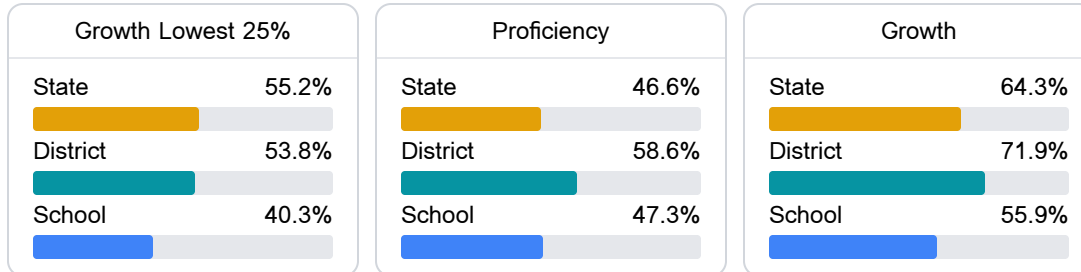 Growth Lowest 25%
State 55.2%
District 53.8%
School 40.3%
Proficiency
State 46.6%
District 58.6%
School 47.3%
Growth
State 64.3%
District 71.9%
School 55.9%